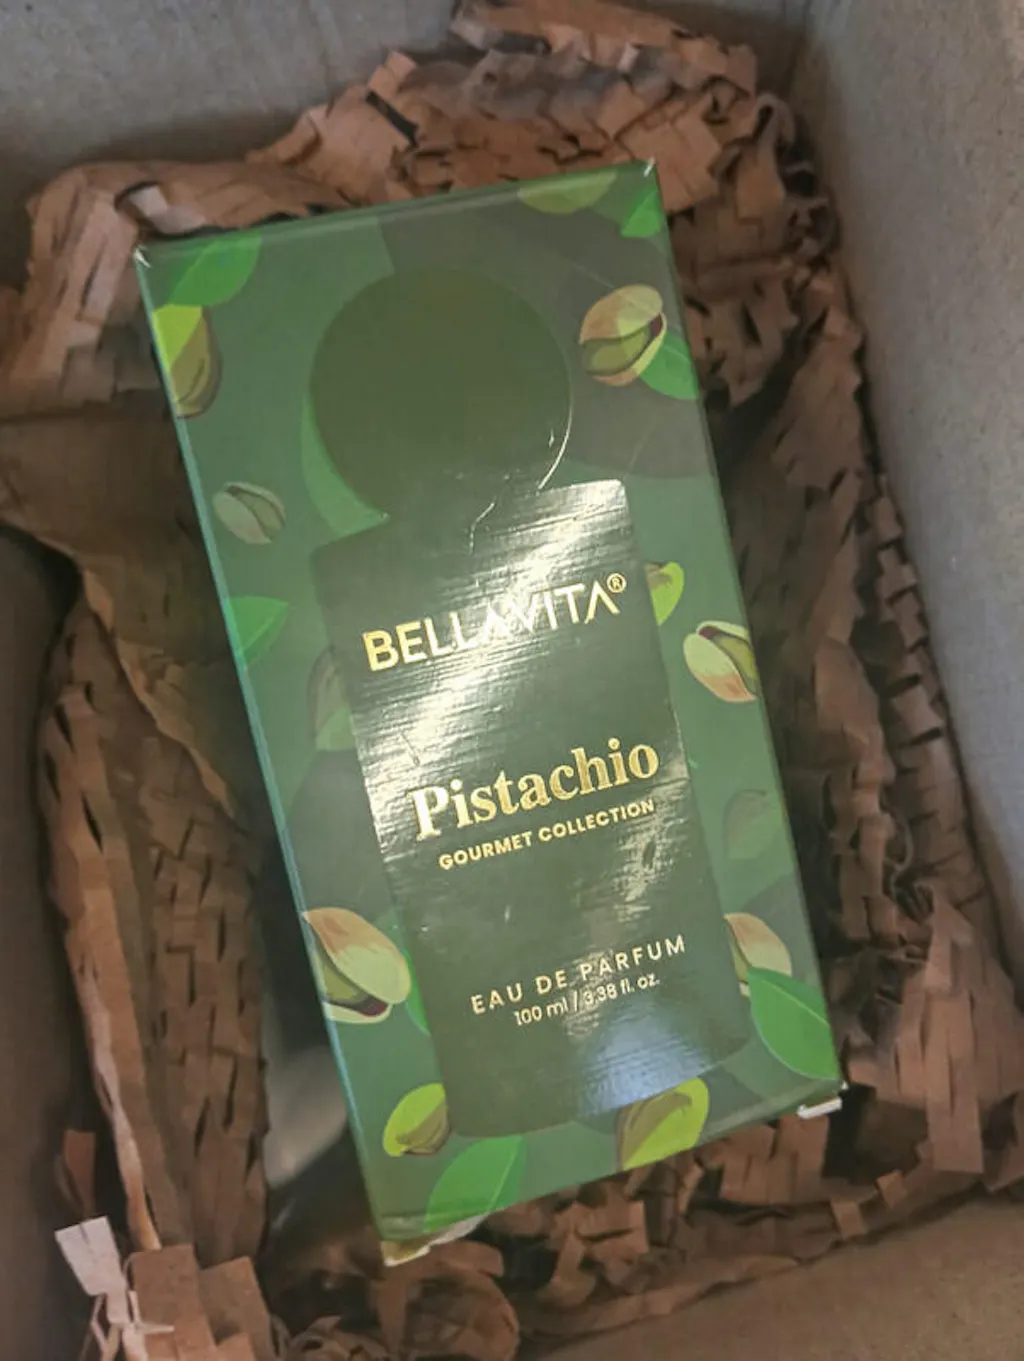 BELLAVITA®
Pistachio
GOURMET COLLECTION
EAU DE PARFUM
100 ml / 3.38 fl. oz.